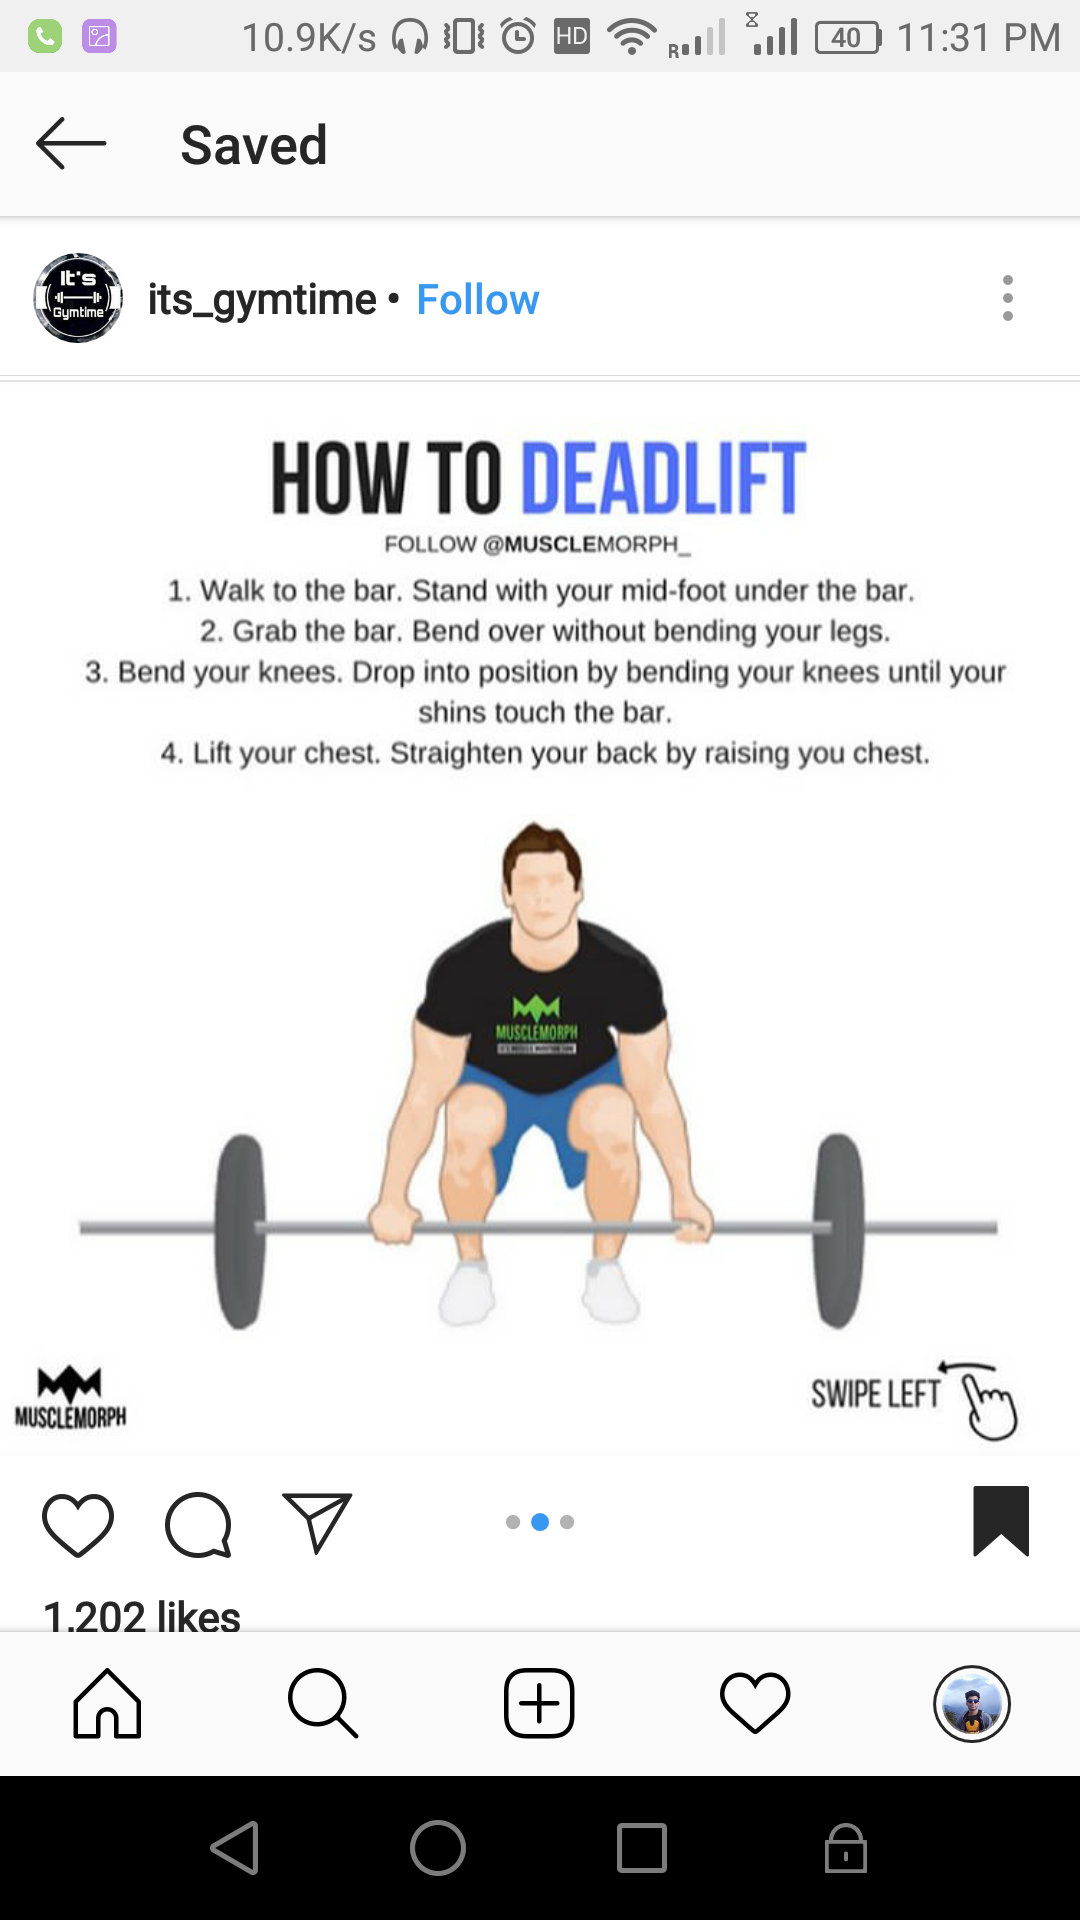 10.9K/s HD R 40 11:31 PM
Saved
It's
Gymtime
its_gymtime • Follow
HOW TO DEADLIFT
FOLLOW @MUSCLEMORPH_
1. Walk to the bar. Stand with your mid-foot under the bar.
2. Grab the bar. Bend over without bending your legs.
3. Bend your knees. Drop into position by bending your knees until your
shins touch the bar.
4. Lift your chest. Straighten your back by raising you chest.
MUSCLEMORPH
MUSCLEMORPH
SWIPE LEFT
1,202 likes